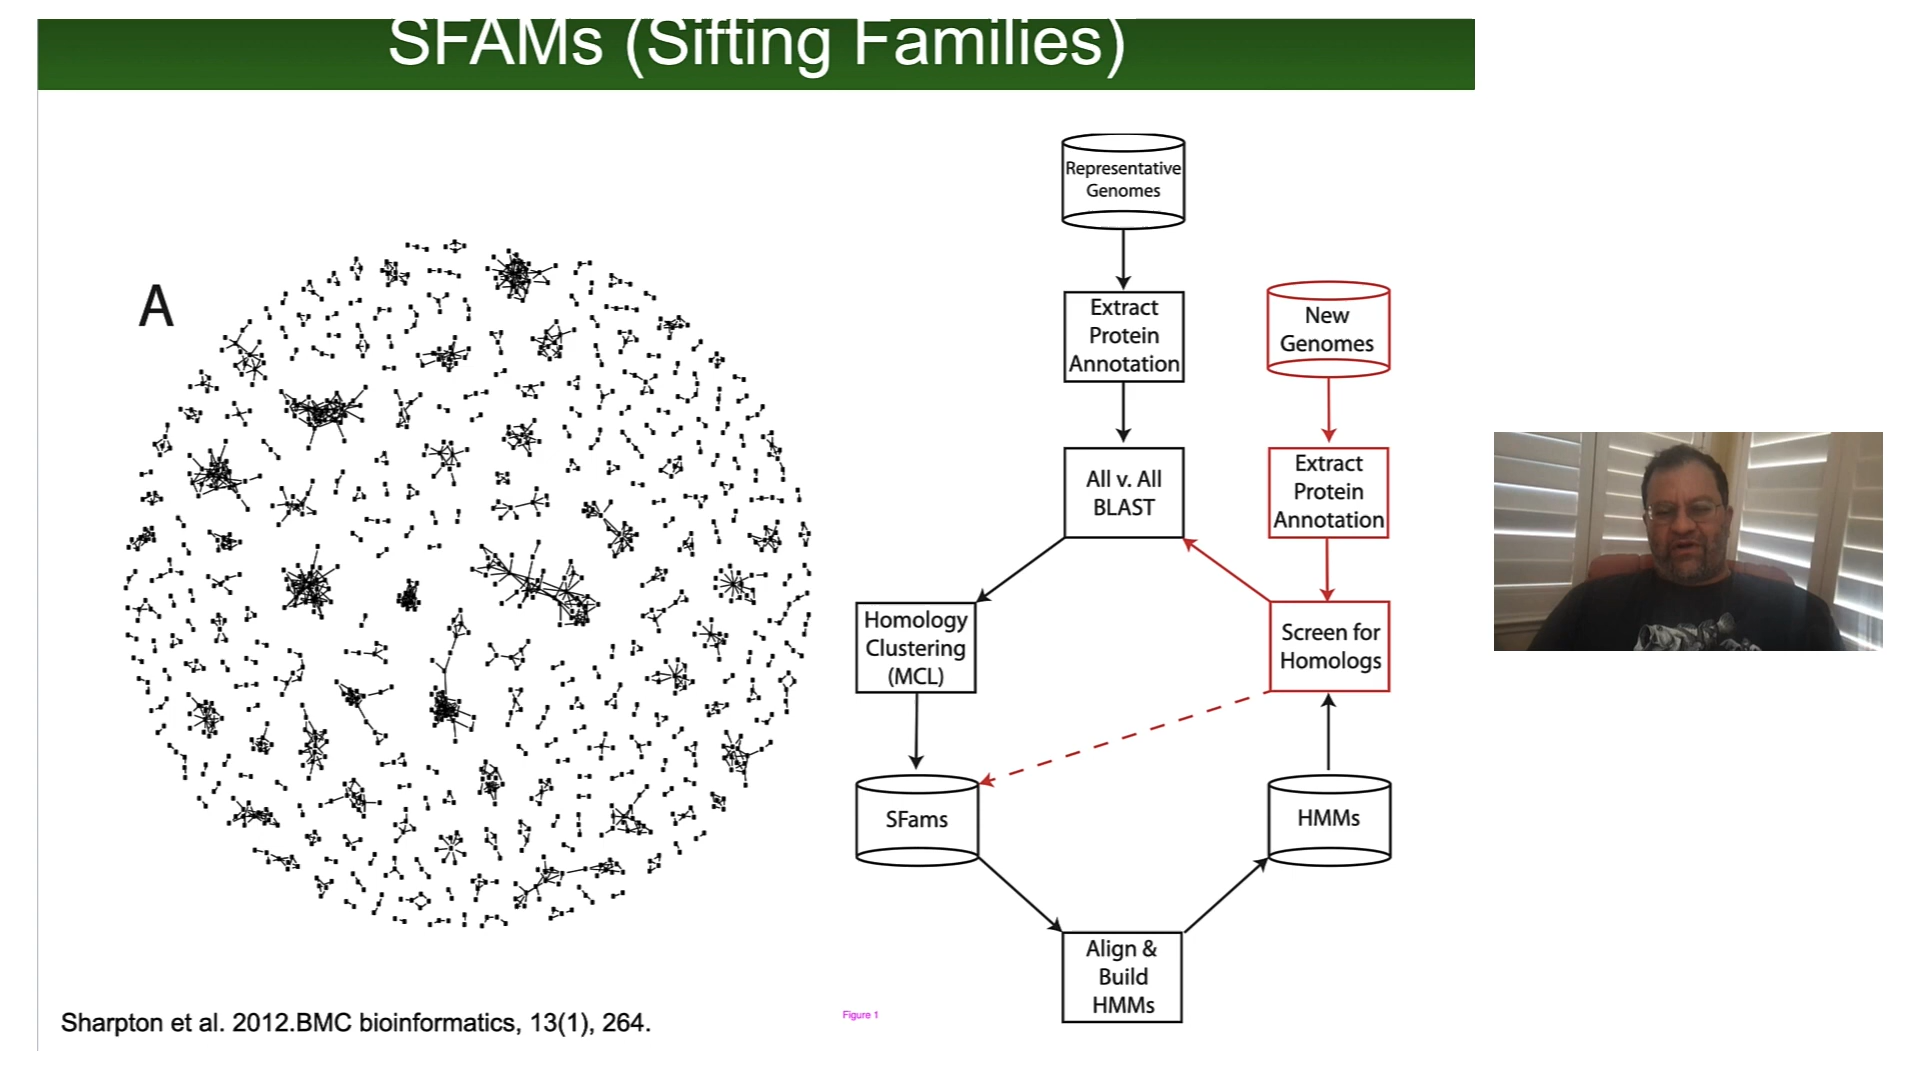 SFAMs (Sifting Families)
A
Representative
Genomes
Extract
Protein
Annotation
New
Genomes
All v. All
BLAST
Extract
Protein
Annotation
Homology
Clustering
(MCL)
Screen for
Homologs
SFams
HMMs
Align &
Build
HMMs
Sharpton et al. 2012.BMC bioinformatics, 13(1), 264.
Figure 1